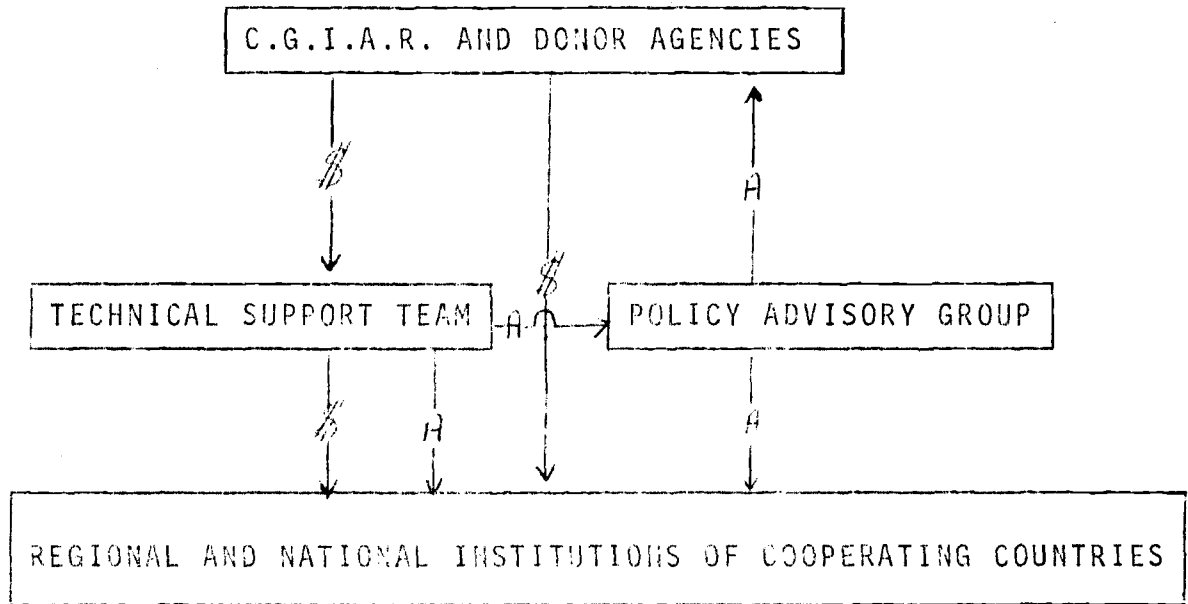 C.G.I.A.R. AND DONOR AGENCIES
$
A
$
TECHNICAL SUPPORT TEAM
A
POLICY ADVISORY GROUP
$
A
A
REGIONAL AND NATIONAL INSTITUTIONS OF COOPERATING COUNTRIES